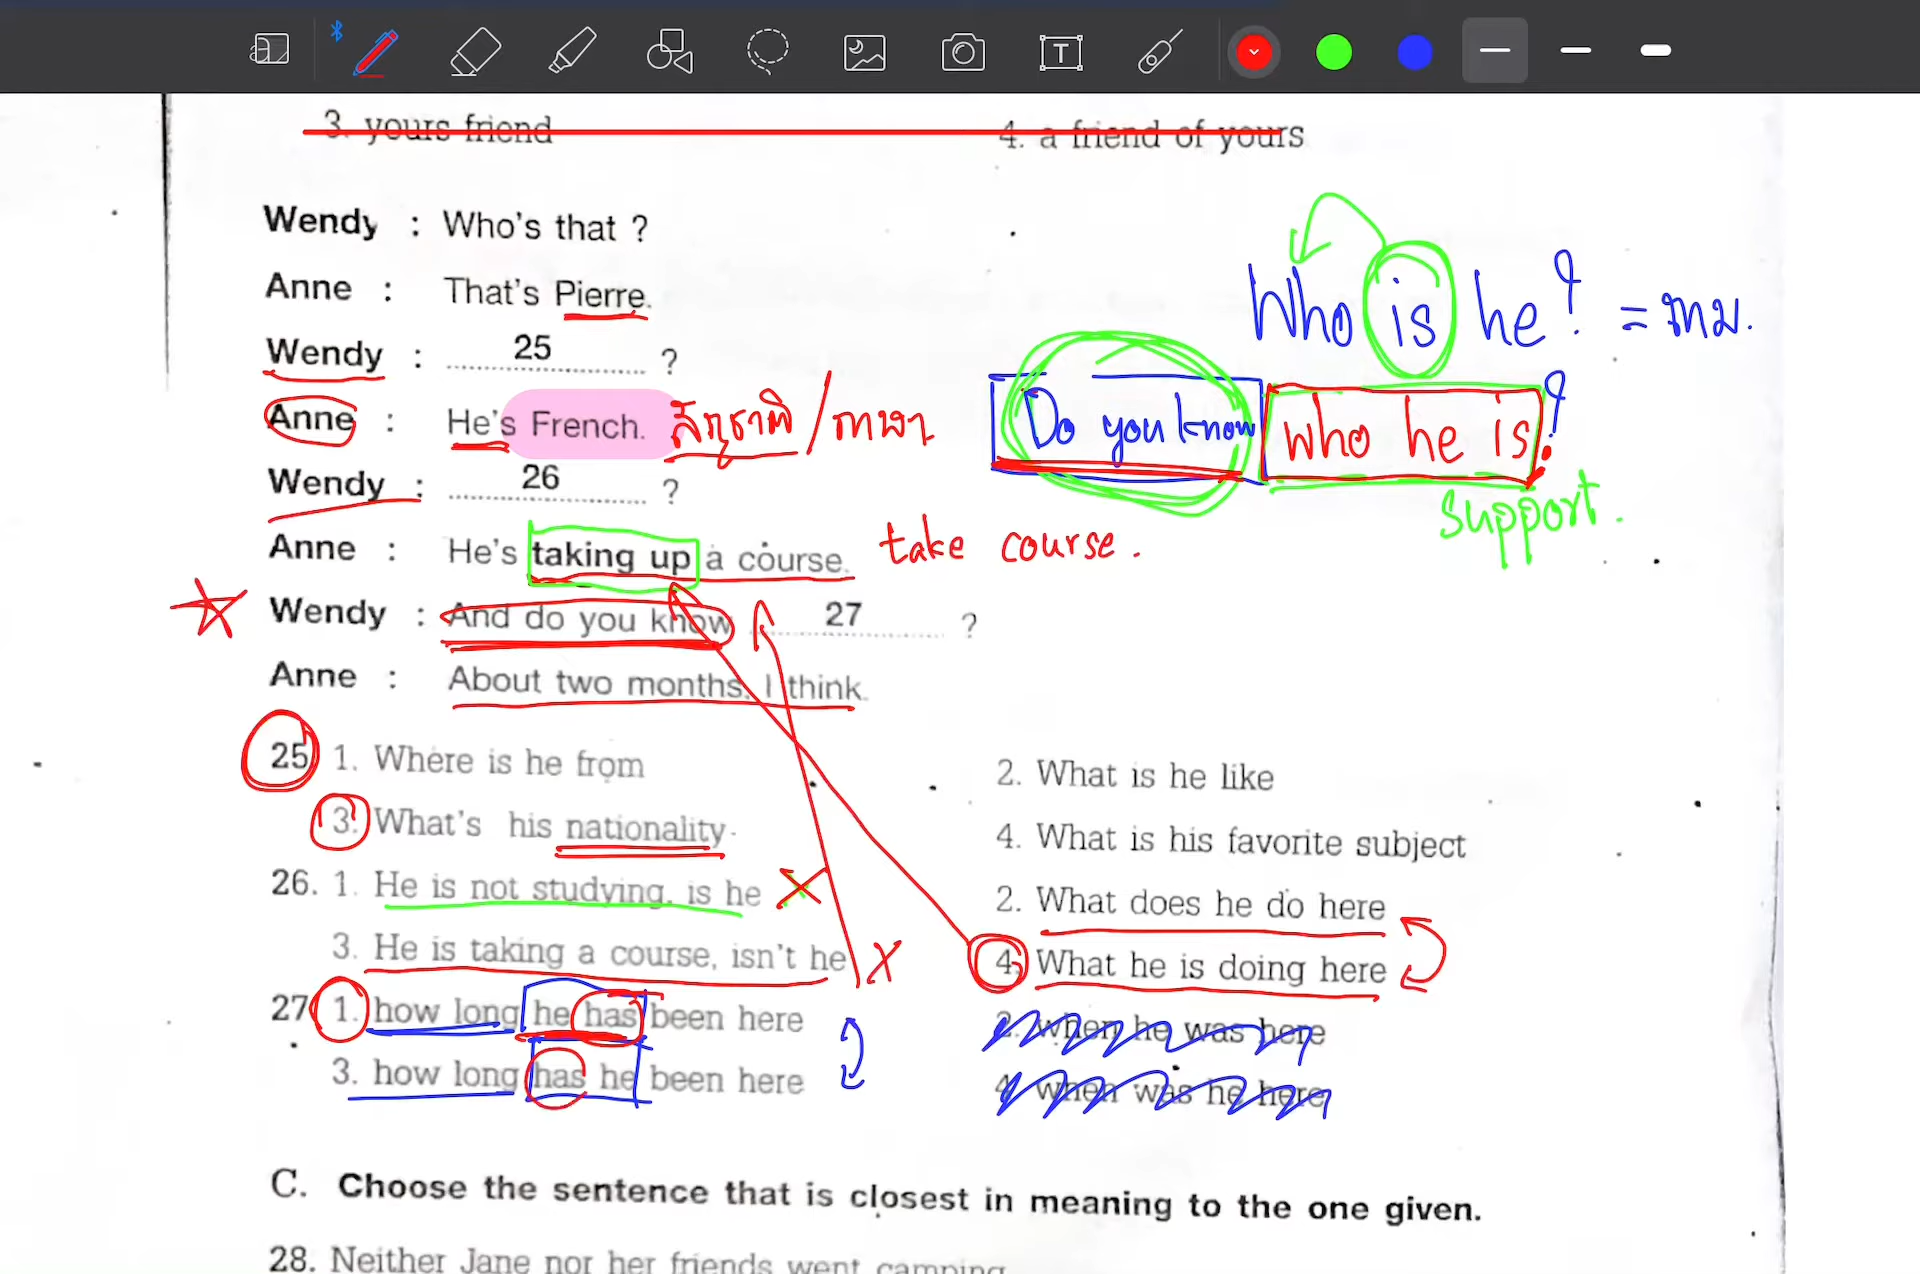 3. yours friend
4. a friend of yours
Wendy : Who's that ?
Anne : That's Pierre.
Wendy : 25 ?
Anne : He's French. สัญชาติ / ภาษา
Wendy : 26 ?
Anne : He's taking up a course. take course.
Wendy : And do you know 27 ?
Anne : About two months, I think.
Who is he? = ถาม.
Do you know who he is?
support.
25 1. Where is he from
2. What is he like
3. What's his nationality
4. What is his favorite subject
26. 1. He is not studying, is he
2. What does he do here
3. He is taking a course, isn't he
4. What he is doing here
27 1. how long he has been here
2. when he was here
3. how long has he been here
4. when was he here
C. Choose the sentence that is closest in meaning to the one given.
28. Neither Jane nor her friends went camping